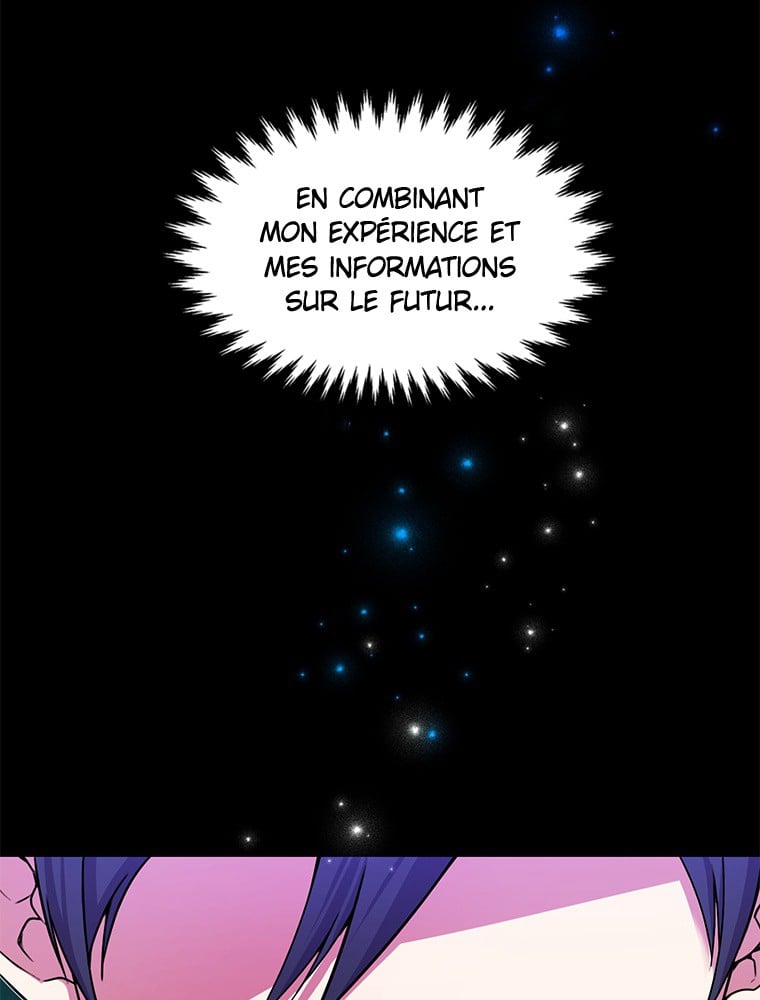 EN COMBINANT
MON EXPÉRIENCE ET
MES INFORMATIONS
SUR LE FUTUR...